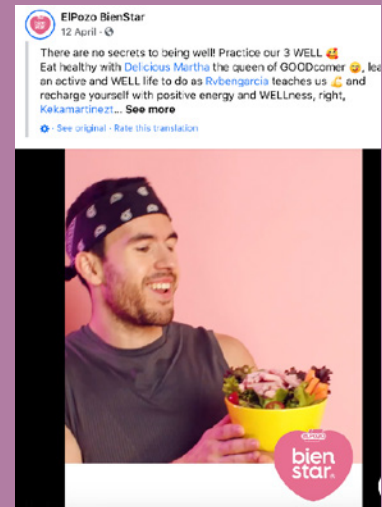 ElPozo BienStar
12 April ·
There are no secrets to being well! Practice our 3 WELL
Eat healthy with Delicious Martha the queen of GOODcomer , lea
an active and WELL life to do as Rvbengarcia teaches us and
recharge yourself with positive energy and WELLness, right,
Kekamartinezt... See more
· See original · Rate this translation
ELPOZO
bien
star